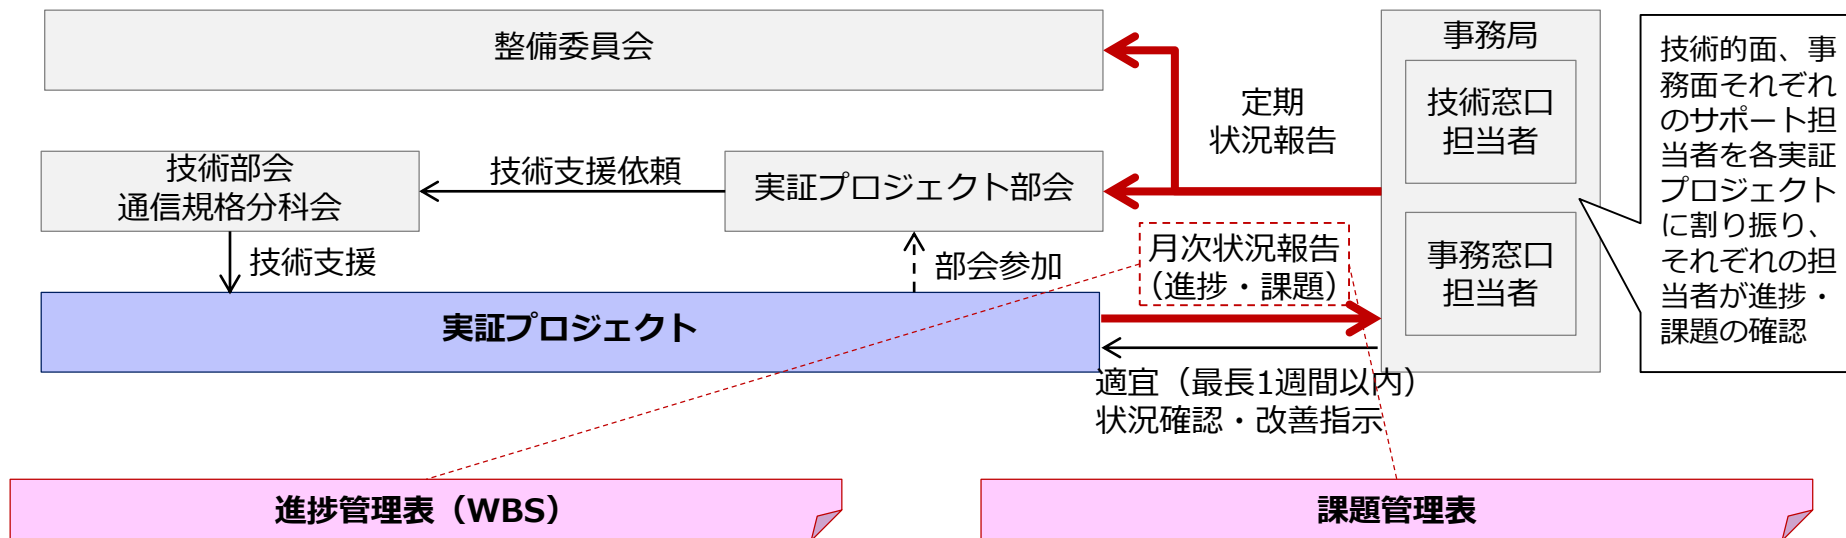 整備委員会
事務局
技術窓口
担当者
事務窓口
担当者
技術的面、事
務面それぞれ
のサポート担
当者を各実証
プロジェクト
に割り振り、
それぞれの担
当者が進捗・
課題の確認
定期
状況報告
技術部会
通信規格分科会
技術支援依頼
実証プロジェクト部会
技術支援
部会参加
月次状況報告
（進捗・課題）
実証プロジェクト
適宜（最長1週間以内）
状況確認・改善指示
進捗管理表（WBS）
課題管理表